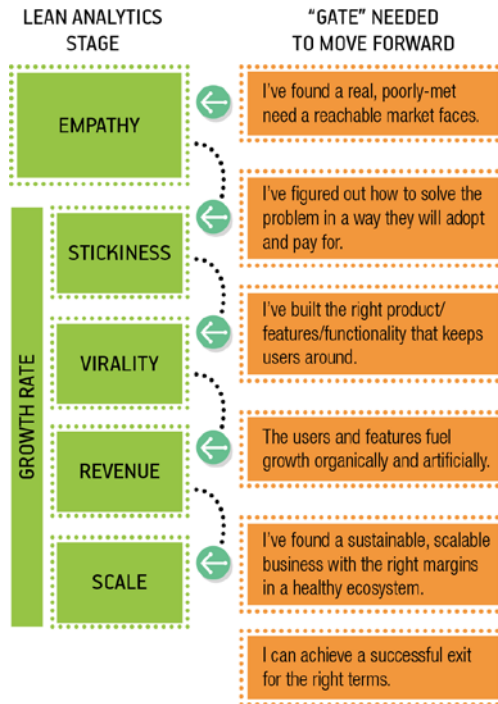 LEAN ANALYTICS
STAGE
“GATE” NEEDED
TO MOVE FORWARD
EMPATHY
I’ve found a real, poorly-met
need a reachable market faces.
I’ve figured out how to solve the
problem in a way they will adopt
and pay for.
GROWTH RATE
STICKINESS
I’ve built the right product/
features/functionality that keeps
users around.
VIRALITY
The users and features fuel
growth organically and artificially.
REVENUE
I’ve found a sustainable, scalable
business with the right margins
in a healthy ecosystem.
SCALE
I can achieve a successful exit
for the right terms.